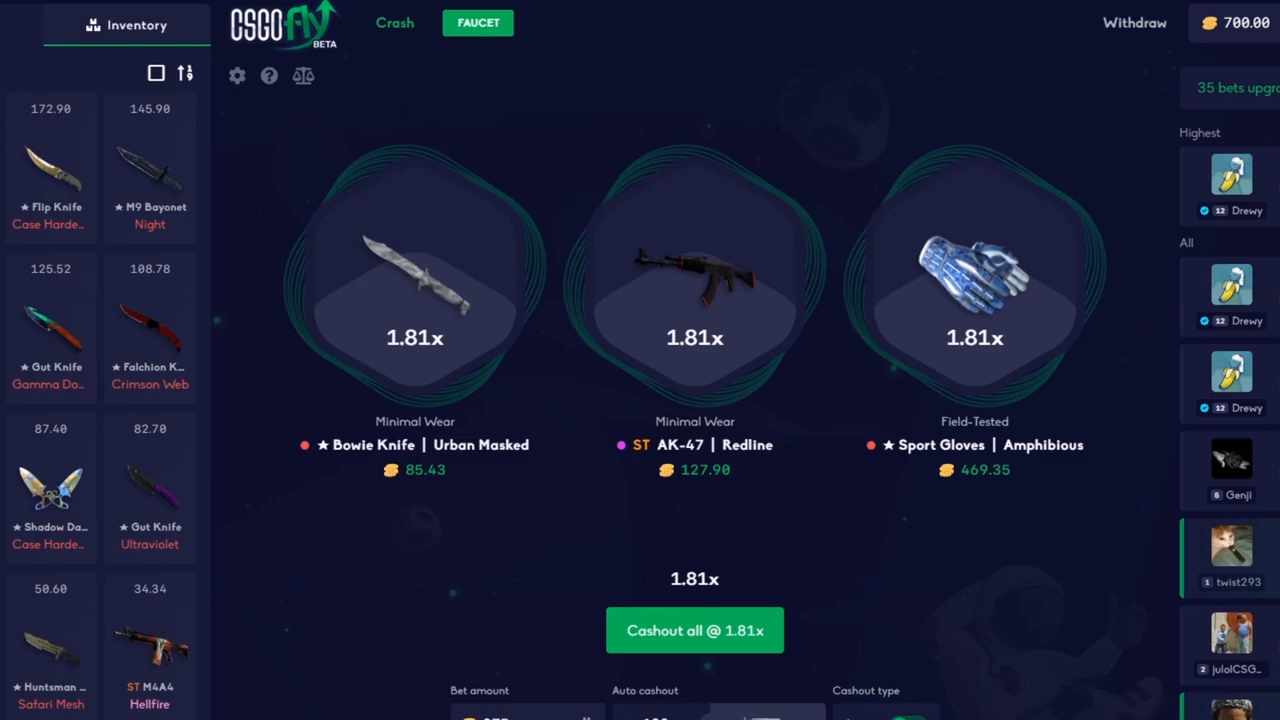 Inventory
CSGOfly
BETA
Crash
FAUCET
Withdraw
700.00
172.90
145.90
★ Flip Knife
Case Harde...
★ M9 Bayonet
Night
125.52
108.78
★ Gut Knife
Gamma Do...
★ Falchion K...
Crimson Web
87.40
82.70
★ Shadow Da...
Case Harde...
★ Gut Knife
Ultraviolet
50.60
34.34
★ Huntsman ...
Safari Mesh
ST M4A4
Hellfire
1.81x
Minimal Wear
★ Bowie Knife | Urban Masked
85.43
1.81x
Minimal Wear
ST AK-47 | Redline
127.90
1.81x
Field-Tested
★ Sport Gloves | Amphibious
469.35
1.81x
Cashout all @ 1.81x
Bet amount
Auto cashout
Cashout type
35 bets upgr
Highest
12 Drewy
All
12 Drewy
12 Drewy
Genji
1 twist293
2 julolCSG...